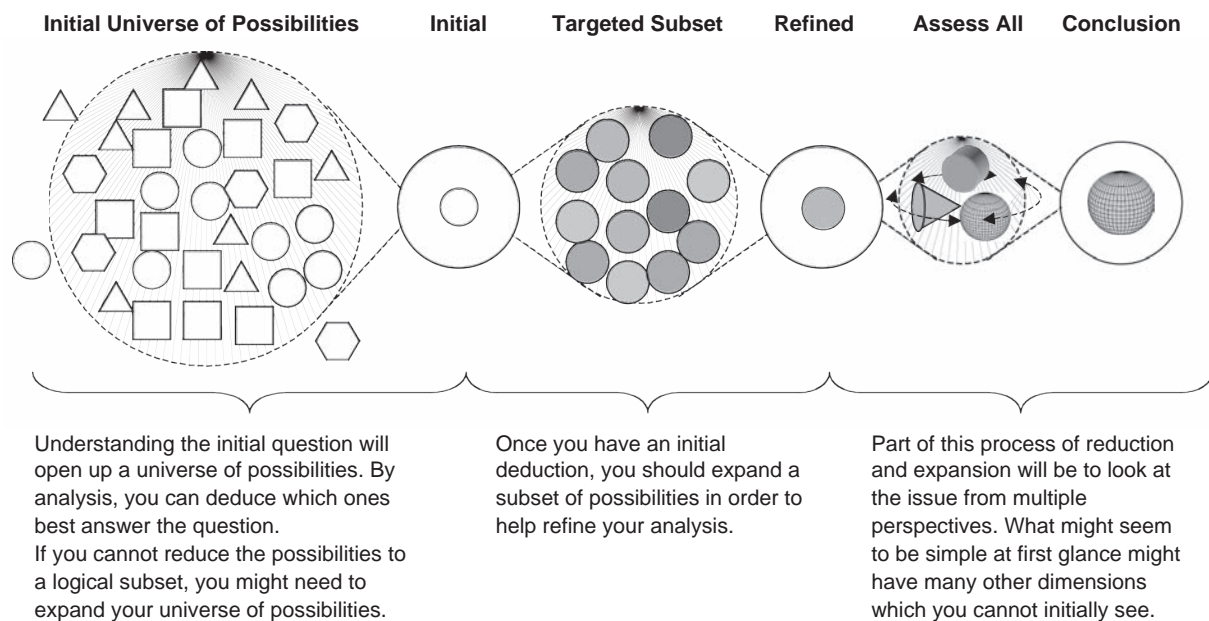 Initial Universe of Possibilities Initial Targeted Subset Refined Assess All Conclusion
Understanding the initial question will
open up a universe of possibilities. By
analysis, you can deduce which ones
best answer the question.
If you cannot reduce the possibilities to
a logical subset, you might need to
expand your universe of possibilities.
Once you have an initial
deduction, you should expand a
subset of possibilities in order to
help refine your analysis.
Part of this process of reduction
and expansion will be to look at
the issue from multiple
perspectives. What might seem
to be simple at first glance might
have many other dimensions
which you cannot initially see.